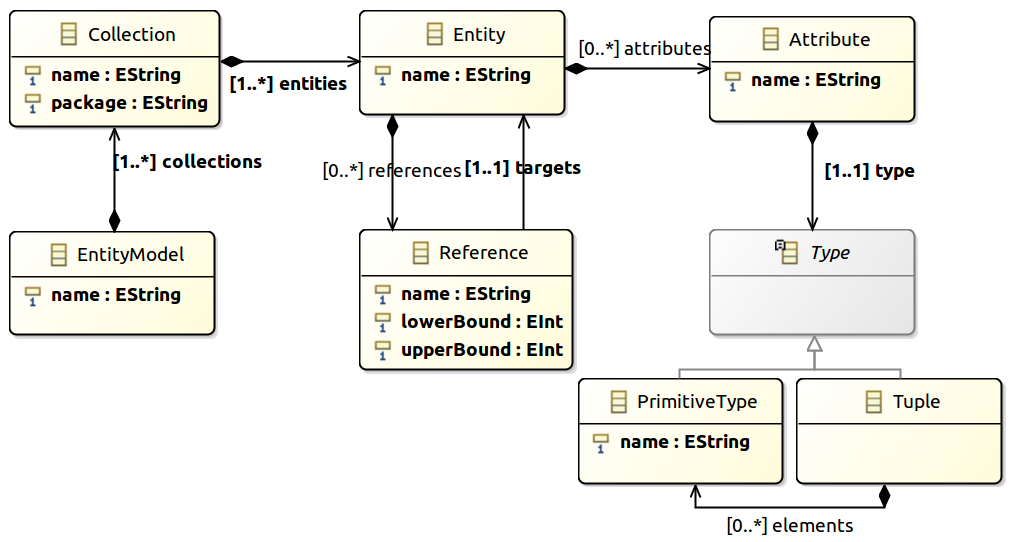 Collection
name : EString
package : EString
[1..*] entities
Entity
name : EString
[0..*] attributes
Attribute
name : EString
[1..*] collections
[0..*] references
[1..1] targets
[1..1] type
EntityModel
name : EString
Reference
name : EString
lowerBound : EInt
upperBound : EInt
Type
PrimitiveType
name : EString
Tuple
[0..*] elements